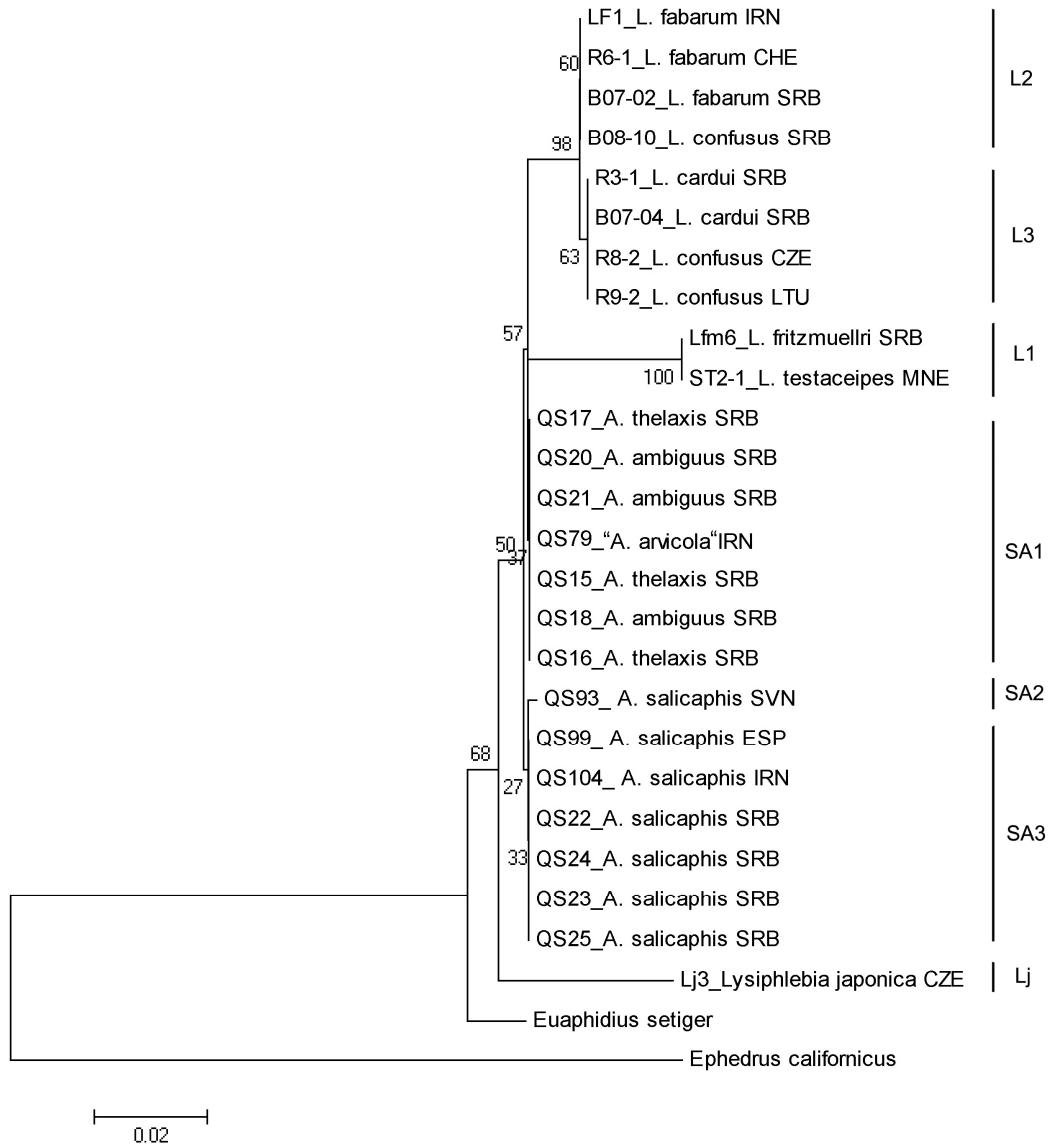 LF1_L. fabarum IRN
60
R6-1_L. fabarum CHE
L2
B07-02_L. fabarum SRB
B08-10_L. confusus SRB
98
R3-1_L. cardui SRB
B07-04_L. cardui SRB
L3
63
R8-2_L. confusus CZE
R9-2_L. confusus LTU
57
Lfm6_L. fritzmuellri SRB
L1
100
ST2-1_L. testaceipes MNE
QS17_A. thelaxis SRB
QS20_A. ambiguus SRB
QS21_A. ambiguus SRB
50
37
QS79_“A. arvicola“IRN
SA1
QS15_A. thelaxis SRB
QS18_A. ambiguus SRB
QS16_A. thelaxis SRB
QS93_ A. salicaphis SVN
SA2
QS99_ A. salicaphis ESP
68
27
QS104_ A. salicaphis IRN
QS22_A. salicaphis SRB
SA3
33
QS24_A. salicaphis SRB
QS23_A. salicaphis SRB
QS25_A. salicaphis SRB
Lj3_Lysiphlebia japonica CZE
Lj
Euaphidius setiger
Ephedrus californicus
0.02